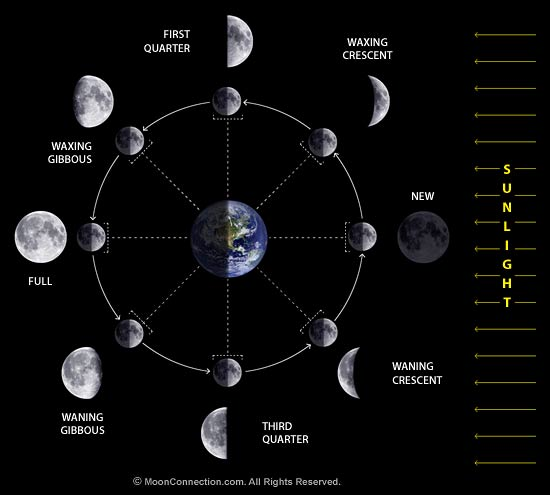 FIRST
QUARTER
WAXING
CRESCENT
WAXING
GIBBOUS
NEW
SUNLIGHT
FULL
WANING
CRESCENT
WANING
GIBBOUS
THIRD
QUARTER
© MoonConnection.com. All Rights Reserved.